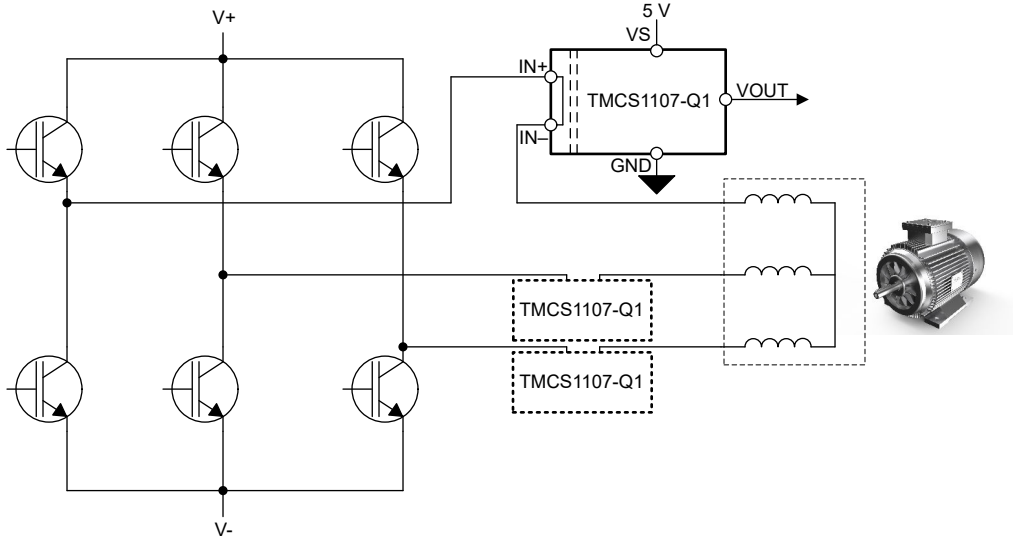 V+
5 V
VS
IN+
TMCS1107-Q1
VOUT
IN–
GND
TMCS1107-Q1
TMCS1107-Q1
V-